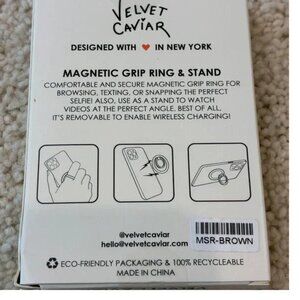 VELVET
CAVIAR
DESIGNED WITH ♥ IN NEW YORK
MAGNETIC GRIP RING & STAND
COMFORTABLE AND SECURE MAGNETIC GRIP RING FOR
BROWSING, TEXTING, OR SNAPPING THE PERFECT
SELFIE! ALSO, USE AS A STAND TO WATCH
VIDEOS AT THE PERFECT ANGLE. BEST OF ALL,
IT'S REMOVABLE TO ENABLE WIRELESS CHARGING!
@velvetcaviar
hello@velvetcaviar.com
MSR-BROWN
ECO-FRIENDLY PACKAGING & 100% RECYCLEABLE
MADE IN CHINA